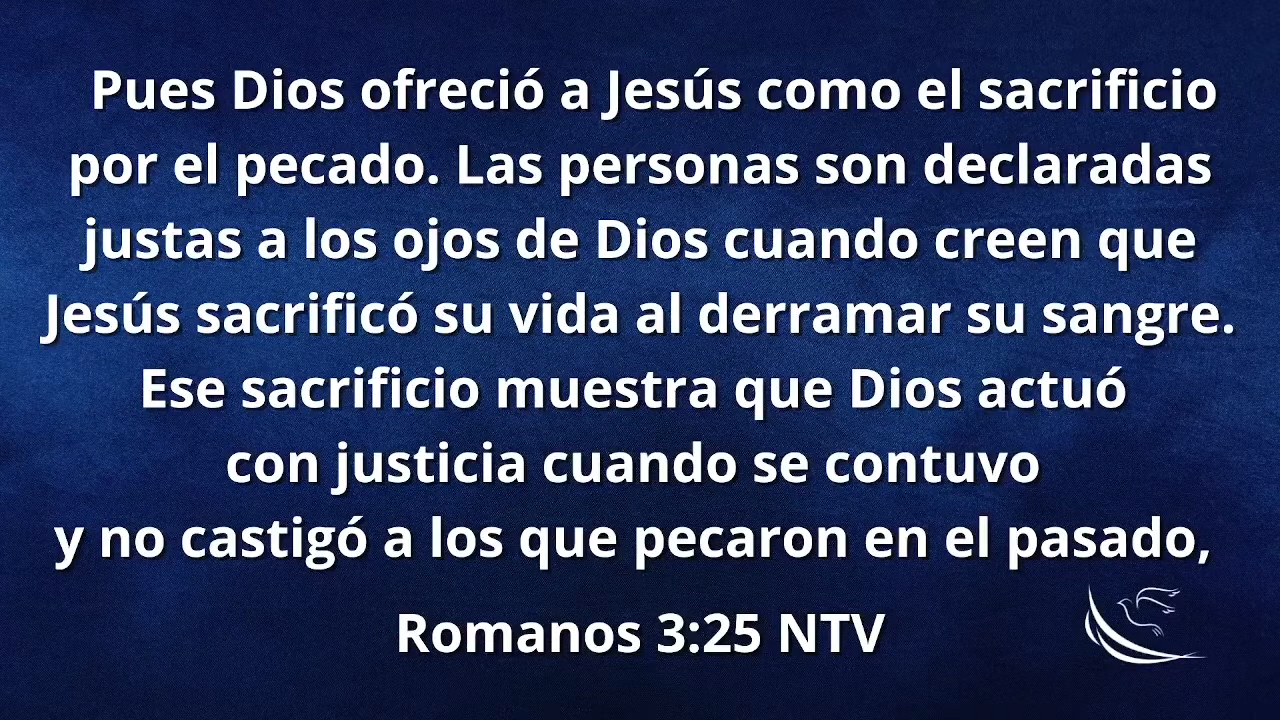 Pues Dios ofreció a Jesús como el sacrificio
por el pecado. Las personas son declaradas
justas a los ojos de Dios cuando creen que
Jesús sacrificó su vida al derramar su sangre.
Ese sacrificio muestra que Dios actuó
con justicia cuando se contuvo
y no castigó a los que pecaron en el pasado,
Romanos 3:25 NTV